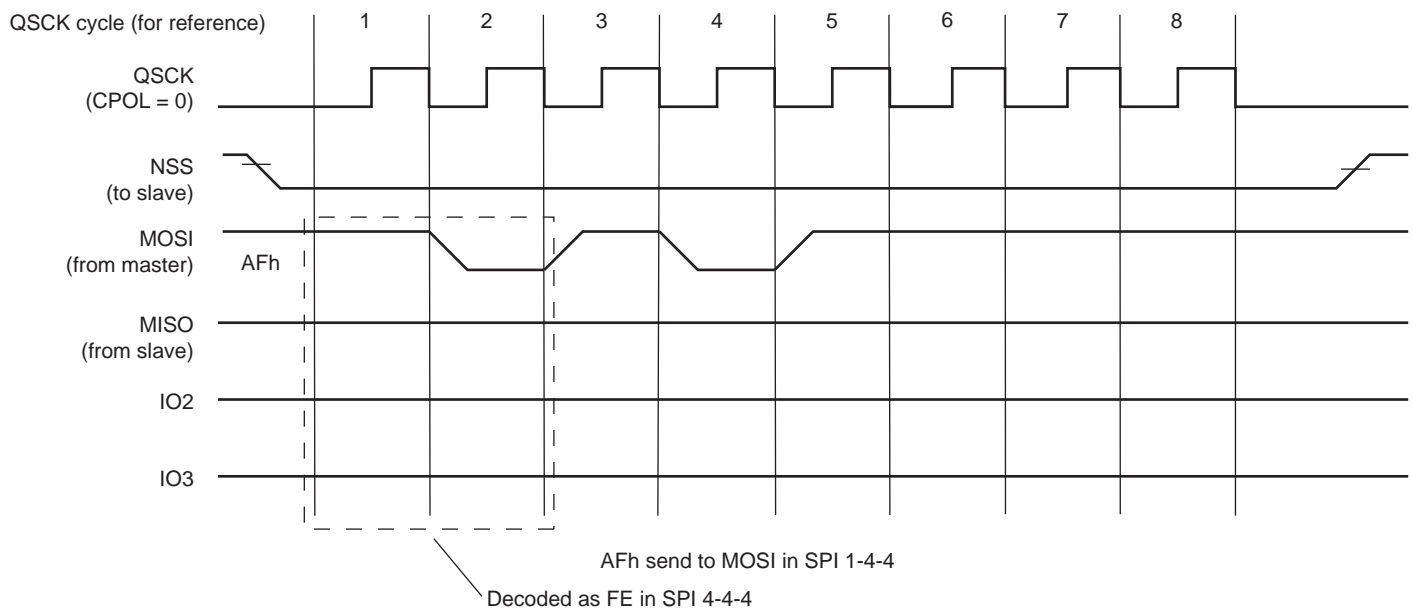 QSCK cycle (for reference) 1 2 3 4 5 6 7 8
QSCK
(CPOL = 0)
NSS
(to slave)
MOSI
(from master)
AFh
MISO
(from slave)
IO2
IO3
AFh send to MOSI in SPI 1-4-4
Decoded as FE in SPI 4-4-4